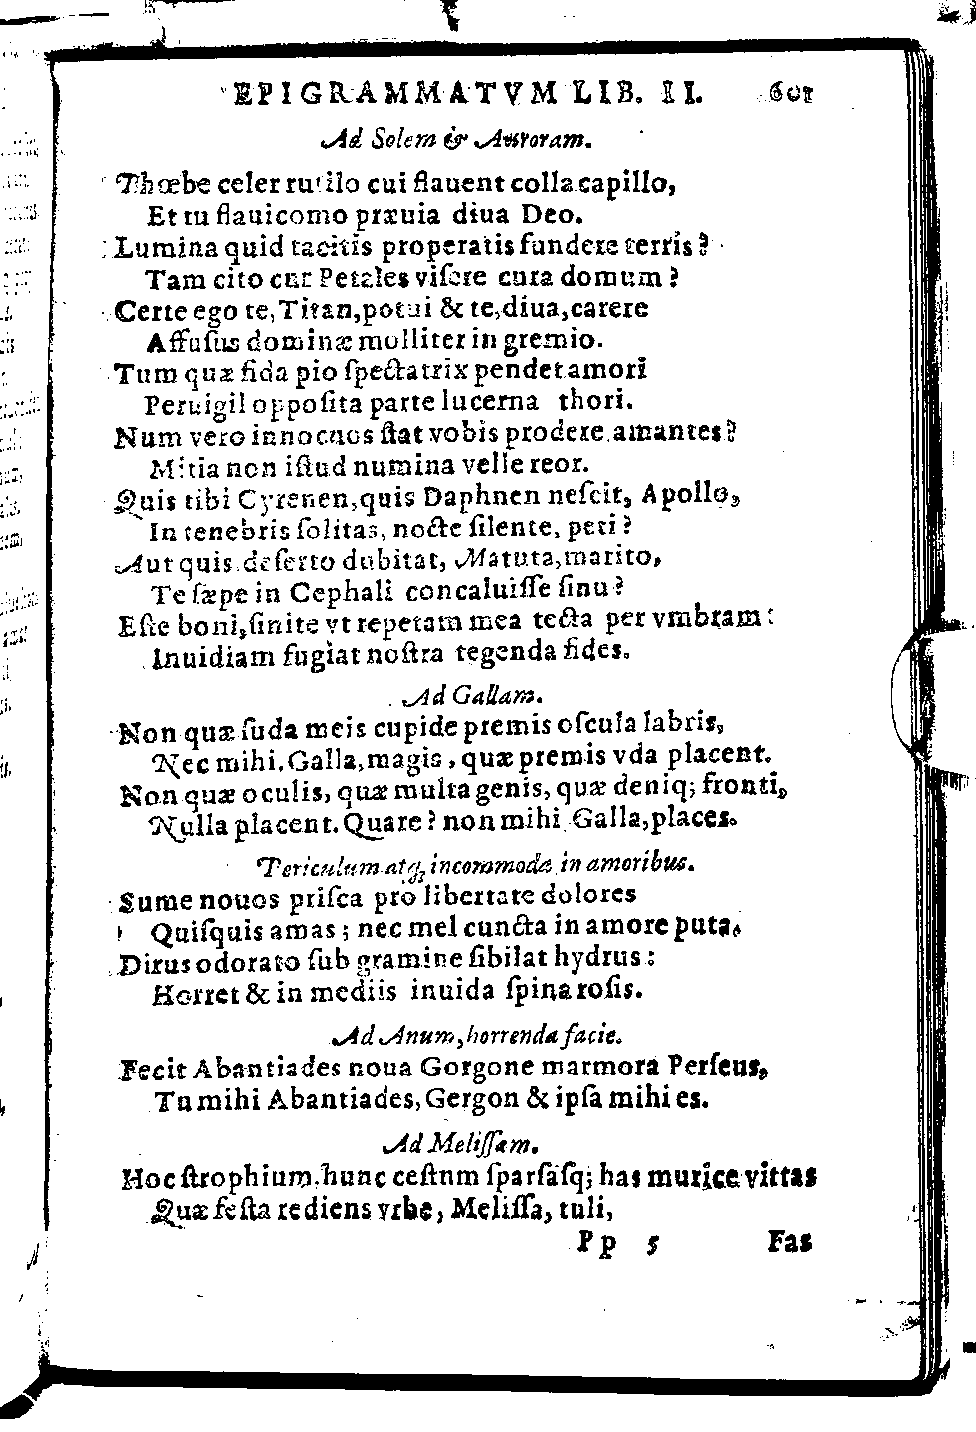 EPIGRAMMATVM LIB. II. 601
Ad Solem & Auroram.
Phœbe celer rutilo cui flauent colla capillo,
Et tu flauicomo præuia diua Deo.
Lumina quid tacitis properatis fundere terris?
Tam cito cur Petales viſere cura domum?
Certe ego te, Titan, potui & te, diua, carere
Affuſus dominæ molliter in gremio.
Tum quæ fida pio ſpectatrix pendet amori
Peruigil oppoſita parte lucerna thori.
Num vero innocuos ſtat vobis prodere amantes?
Mitia non iſtud numina velle reor.
Quis tibi Cyrenen, quis Daphnen neſcit, Apollo,
In tenebris ſolitas, nocte ſilente, peti?
Aut quis deſerto dubitat, Matuta, marito,
Te ſæpe in Cephali concaluiſſe ſinu?
Eſte boni, ſinite vt repetam mea tecta per vmbram:
Inuidiam fugiat noſtra tegenda fides.
Ad Gallam.
Non quæ ſuda meis cupide premis oſcula labris,
Nec mihi, Galla, magis, quæ premis vda placent.
Non quæ oculis, quæ multa genis, quæ deniq; fronti,
Nulla placent. Quare? non mihi Galla, places.
Periculum atq; incommoda in amoribus.
Sume nouos priſca pro libertate dolores
Quiſquis amas; nec mel cuncta in amore puta.
Dirus odorato ſub gramine ſibilat hydrus:
Horret & in mediis inuida ſpina roſis.
Ad Anum, horrenda facie.
Fecit Abantiades noua Gorgone marmora Perſeus,
Tu mihi Abantiades, Gorgon & ipſa mihi es.
Ad Meliſſam.
Hoc ſtrophium, hunc ceſtum ſparſaſq; has murice vittas
Quæ feſta rediens vrbe, Meliſſa, tuli,
Pp 5 Fas